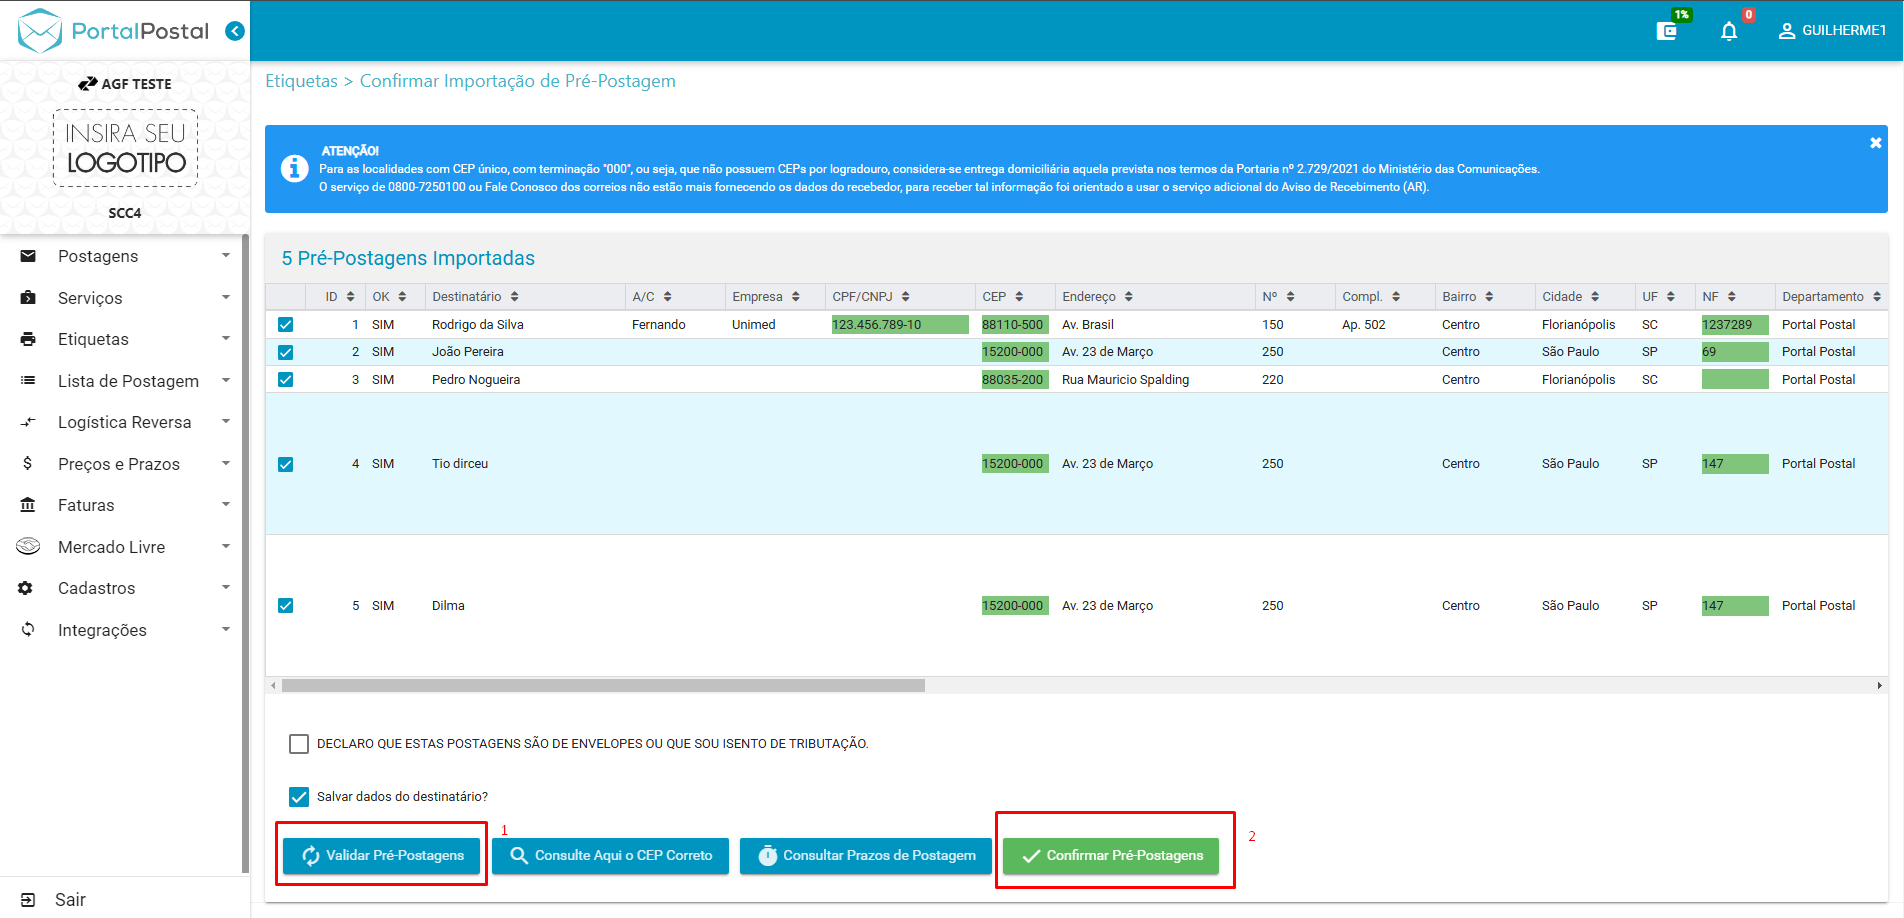 PortalPostal
1%
0
GUILHERME1
AGF TESTE
INSIRA SEU
LOGOTIPO
SCC4
Postagens
Serviços
Etiquetas
Lista de Postagem
Logística Reversa
Preços e Prazos
Faturas
Mercado Livre
Cadastros
Integrações
Sair
Etiquetas > Confirmar Importação de Pré-Postagem
ATENÇÃO!
Para as localidades com CEP único, com terminação "000", ou seja, que não possuem CEPs por logradouro, considera-se entrega domiciliária aquela prevista nos termos da Portaria nº 2.729/2021 do Ministério das Comunicações.
O serviço de 0800-7250100 ou Fale Conosco dos correios não estão mais fornecendo os dados do recebedor, para receber tal informação foi orientado a usar o serviço adicional do Aviso de Recebimento (AR).
5 Pré-Postagens Importadas
ID OK Destinatário A/C Empresa CPF/CNPJ CEP Endereço Nº Compl. Bairro Cidade UF NF Departamento
1 SIM Rodrigo da Silva Fernando Unimed 123.456.789-10 88110-500 Av. Brasil 150 Ap. 502 Centro Florianópolis SC 1237289 Portal Postal
2 SIM João Pereira 15200-000 Av. 23 de Março 250 Centro São Paulo SP 69 Portal Postal
3 SIM Pedro Nogueira 88035-200 Rua Mauricio Spalding 220 Centro Florianópolis SC Portal Postal
4 SIM Tio dirceu 15200-000 Av. 23 de Março 250 Centro São Paulo SP 147 Portal Postal
5 SIM Dilma 15200-000 Av. 23 de Março 250 Centro São Paulo SP 147 Portal Postal
DECLARO QUE ESTAS POSTAGENS SÃO DE ENVELOPES OU QUE SOU ISENTO DE TRIBUTAÇÃO.
Salvar dados do destinatário?
Validar Pré-Postagens 1 Consulte Aqui o CEP Correto Consultar Prazos de Postagem Confirmar Pré-Postagens 2